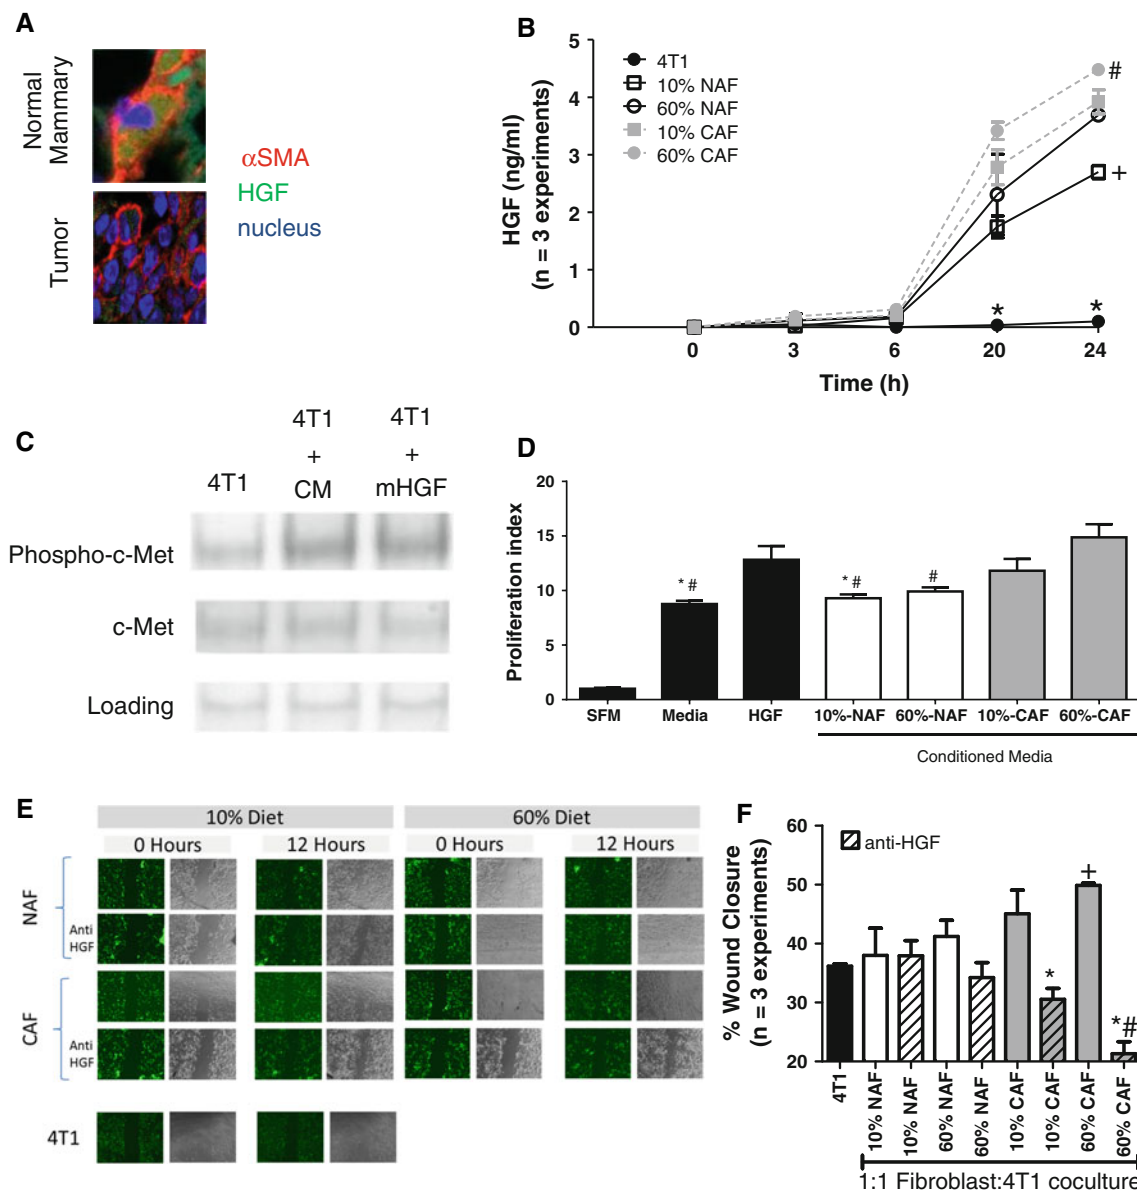 A
Normal
Mammary
Tumor
αSMA
HGF
nucleus
B
HGF (ng/ml)
(n = 3 experiments)
5
4
3
2
1
0
4T1
10% NAF
60% NAF
10% CAF
60% CAF
#
+
*
*
0
3
6
20
24
Time (h)
C
4T1
4T1
+
CM
4T1
+
mHGF
Phospho-c-Met
c-Met
Loading
D
Proliferation index
20
15
10
5
0
* #
* #
#
SFM
Media
HGF
10%-NAF
60%-NAF
10%-CAF
60%-CAF
Conditioned Media
E
10% Diet
60% Diet
0 Hours
12 Hours
0 Hours
12 Hours
NAF
Anti
HGF
CAF
Anti
HGF
4T1
F
% Wound Closure
(n = 3 experiments)
60
50
40
30
20
anti-HGF
*
+
*#
4T1
10% NAF
10% NAF
60% NAF
60% NAF
10% CAF
10% CAF
60% CAF
60% CAF
1:1 Fibroblast:4T1 coculture